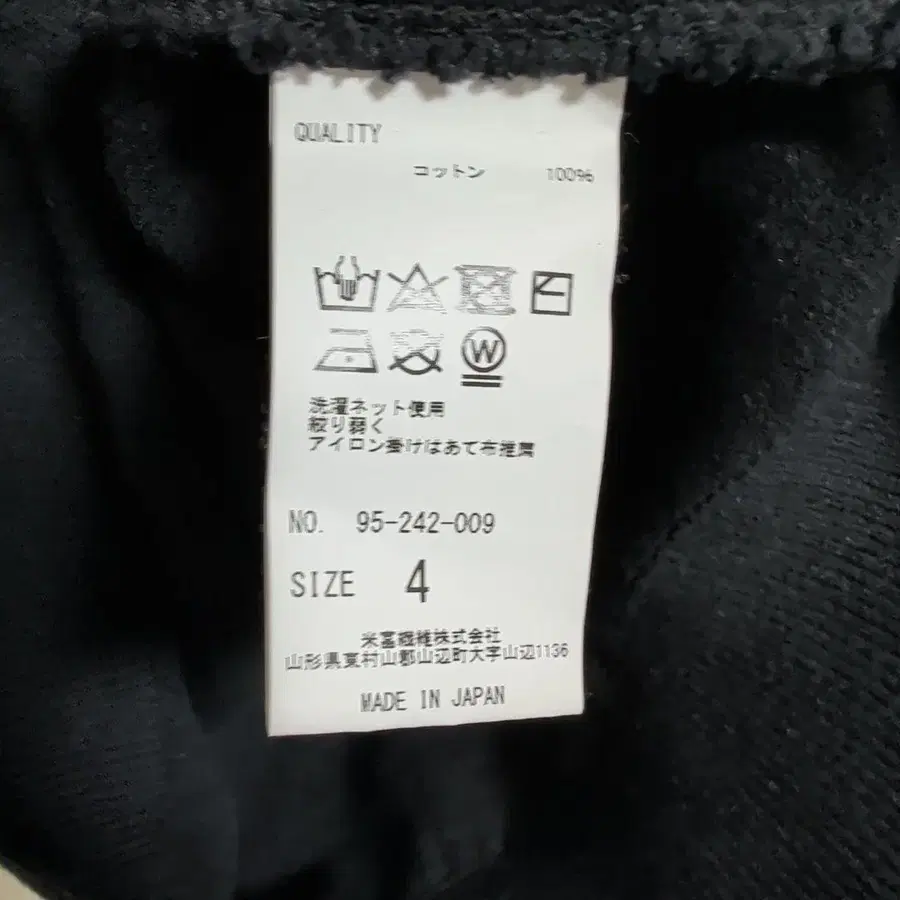 QUALITY
コットン 100%
W
洗濯ネット使用
絞り弱く
アイロン掛けはあて布推薦
NO. 95-242-009
SIZE 4
米富繊維株式会社
山形県東村山郡山辺町大字山辺1136
MADE IN JAPAN